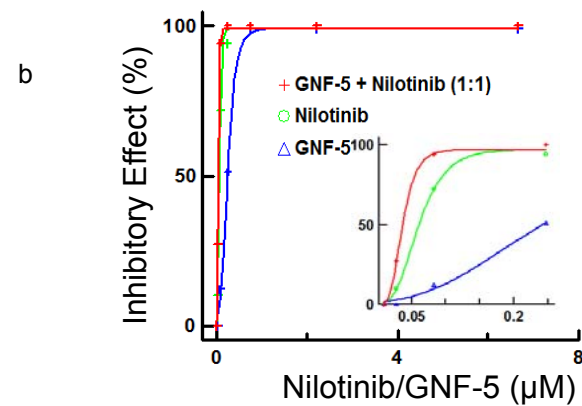 b
Inhibitory Effect (%)
100
50
0
GNF-5 + Nilotinib (1:1)
Nilotinib
GNF-5
100
50
0
0.05
0.2
0
4
8
Nilotinib/GNF-5 (µM)